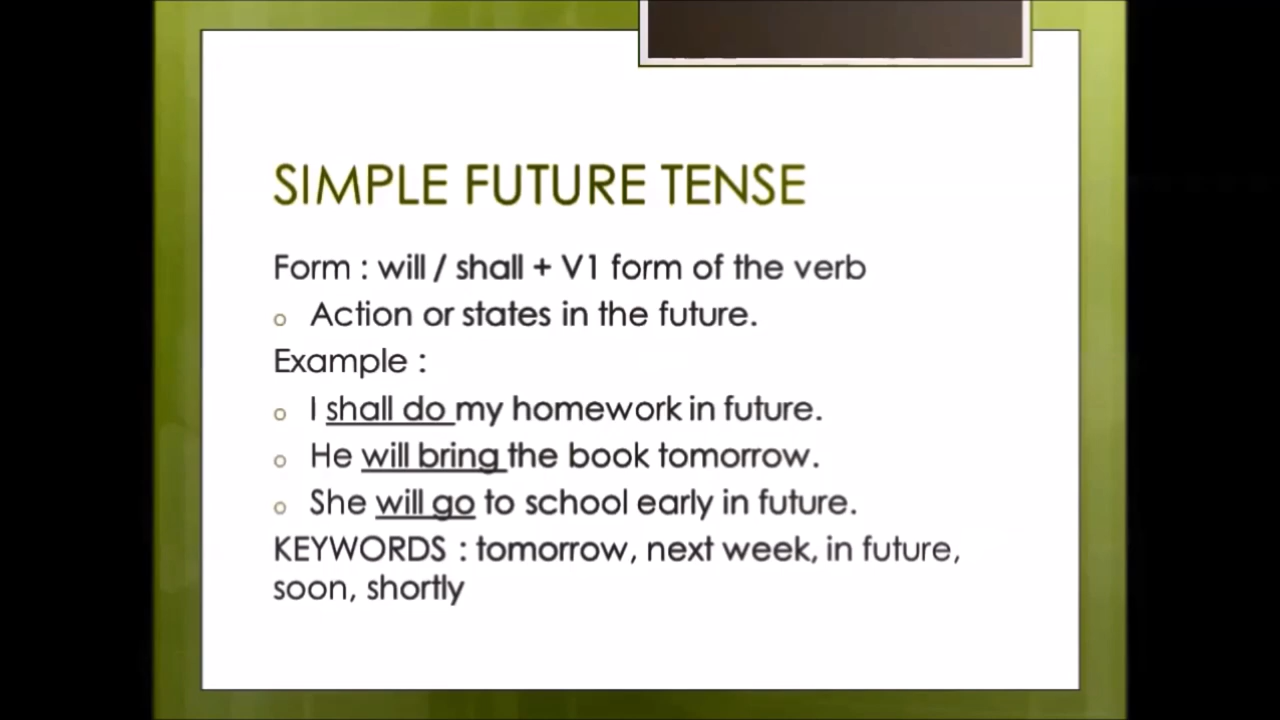 SIMPLE FUTURE TENSE
Form : will / shall + V1 form of the verb
o Action or states in the future.
Example :
o I shall do my homework in future.
o He will bring the book tomorrow.
o She will go to school early in future.
KEYWORDS : tomorrow, next week, in future,
soon, shortly